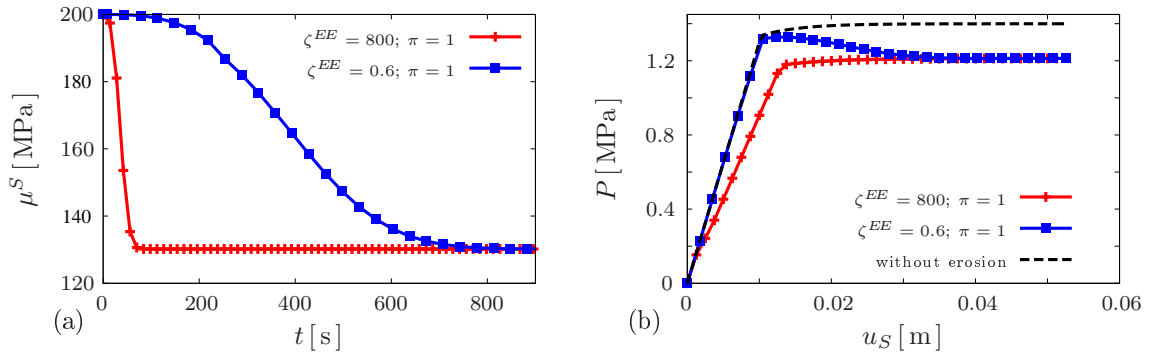 200
180
160
140
120
μ^S [MPa]
ζ^EE = 800; π = 1
ζ^EE = 0.6; π = 1
0 200 400 600 800
(a)
t [s]
1.2
0.8
0.4
0
P [MPa]
ζ^EE = 800; π = 1
ζ^EE = 0.6; π = 1
without erosion
0 0.02 0.04 0.06
(b)
u_S [m]